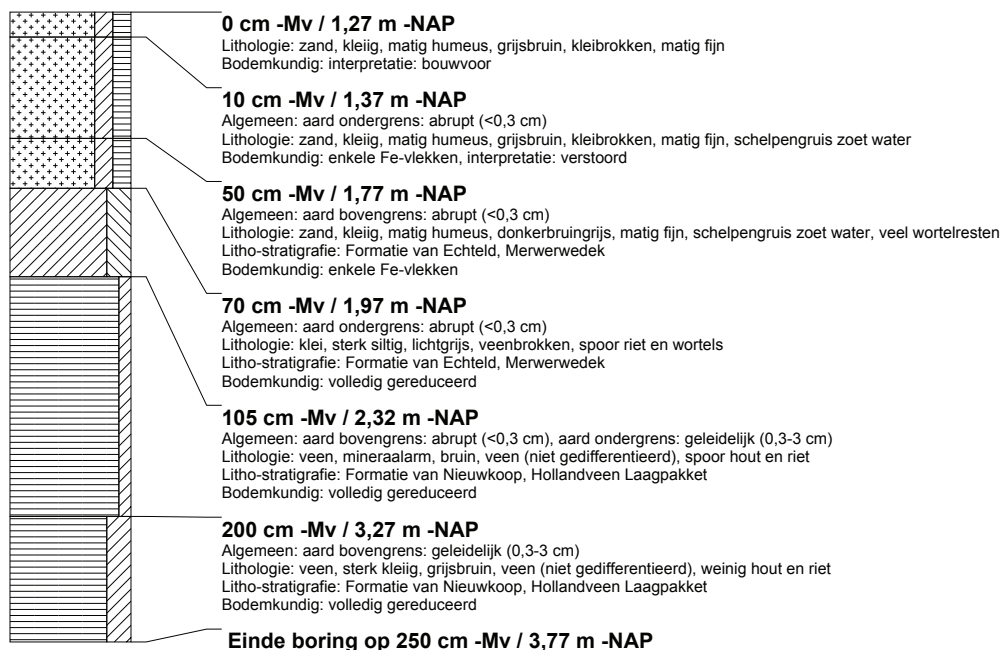 0 cm -Mv / 1,27 m -NAP
Lithologie: zand, kleiig, matig humeus, grijsbruin, kleibrokken, matig fijn
Bodemkundig: interpretatie: bouwvoor
10 cm -Mv / 1,37 m -NAP
Algemeen: aard ondergrens: abrupt (<0,3 cm)
Lithologie: zand, kleiig, matig humeus, grijsbruin, kleibrokken, matig fijn, schelpengruis zoet water
Bodemkundig: enkele Fe-vlekken, interpretatie: verstoord
50 cm -Mv / 1,77 m -NAP
Algemeen: aard bovengrens: abrupt (<0,3 cm)
Lithologie: zand, kleiig, matig humeus, donkerbruingrijs, matig fijn, schelpengruis zoet water, veel wortelresten
Litho-stratigrafie: Formatie van Echteld, Merwerwedek
Bodemkundig: enkele Fe-vlekken
70 cm -Mv / 1,97 m -NAP
Algemeen: aard ondergrens: abrupt (<0,3 cm)
Lithologie: klei, sterk siltig, lichtgrijs, veenbrokken, spoor riet en wortels
Litho-stratigrafie: Formatie van Echteld, Merwerwedek
Bodemkundig: volledig gereduceerd
105 cm -Mv / 2,32 m -NAP
Algemeen: aard bovengrens: abrupt (<0,3 cm), aard ondergrens: geleidelijk (0,3-3 cm)
Lithologie: veen, mineraalarm, bruin, veen (niet gedifferentieerd), spoor hout en riet
Litho-stratigrafie: Formatie van Nieuwkoop, Hollandveen Laagpakket
Bodemkundig: volledig gereduceerd
200 cm -Mv / 3,27 m -NAP
Algemeen: aard bovengrens: geleidelijk (0,3-3 cm)
Lithologie: veen, sterk kleiig, grijsbruin, veen (niet gedifferentieerd), weinig hout en riet
Litho-stratigrafie: Formatie van Nieuwkoop, Hollandveen Laagpakket
Bodemkundig: volledig gereduceerd
Einde boring op 250 cm -Mv / 3,77 m -NAP